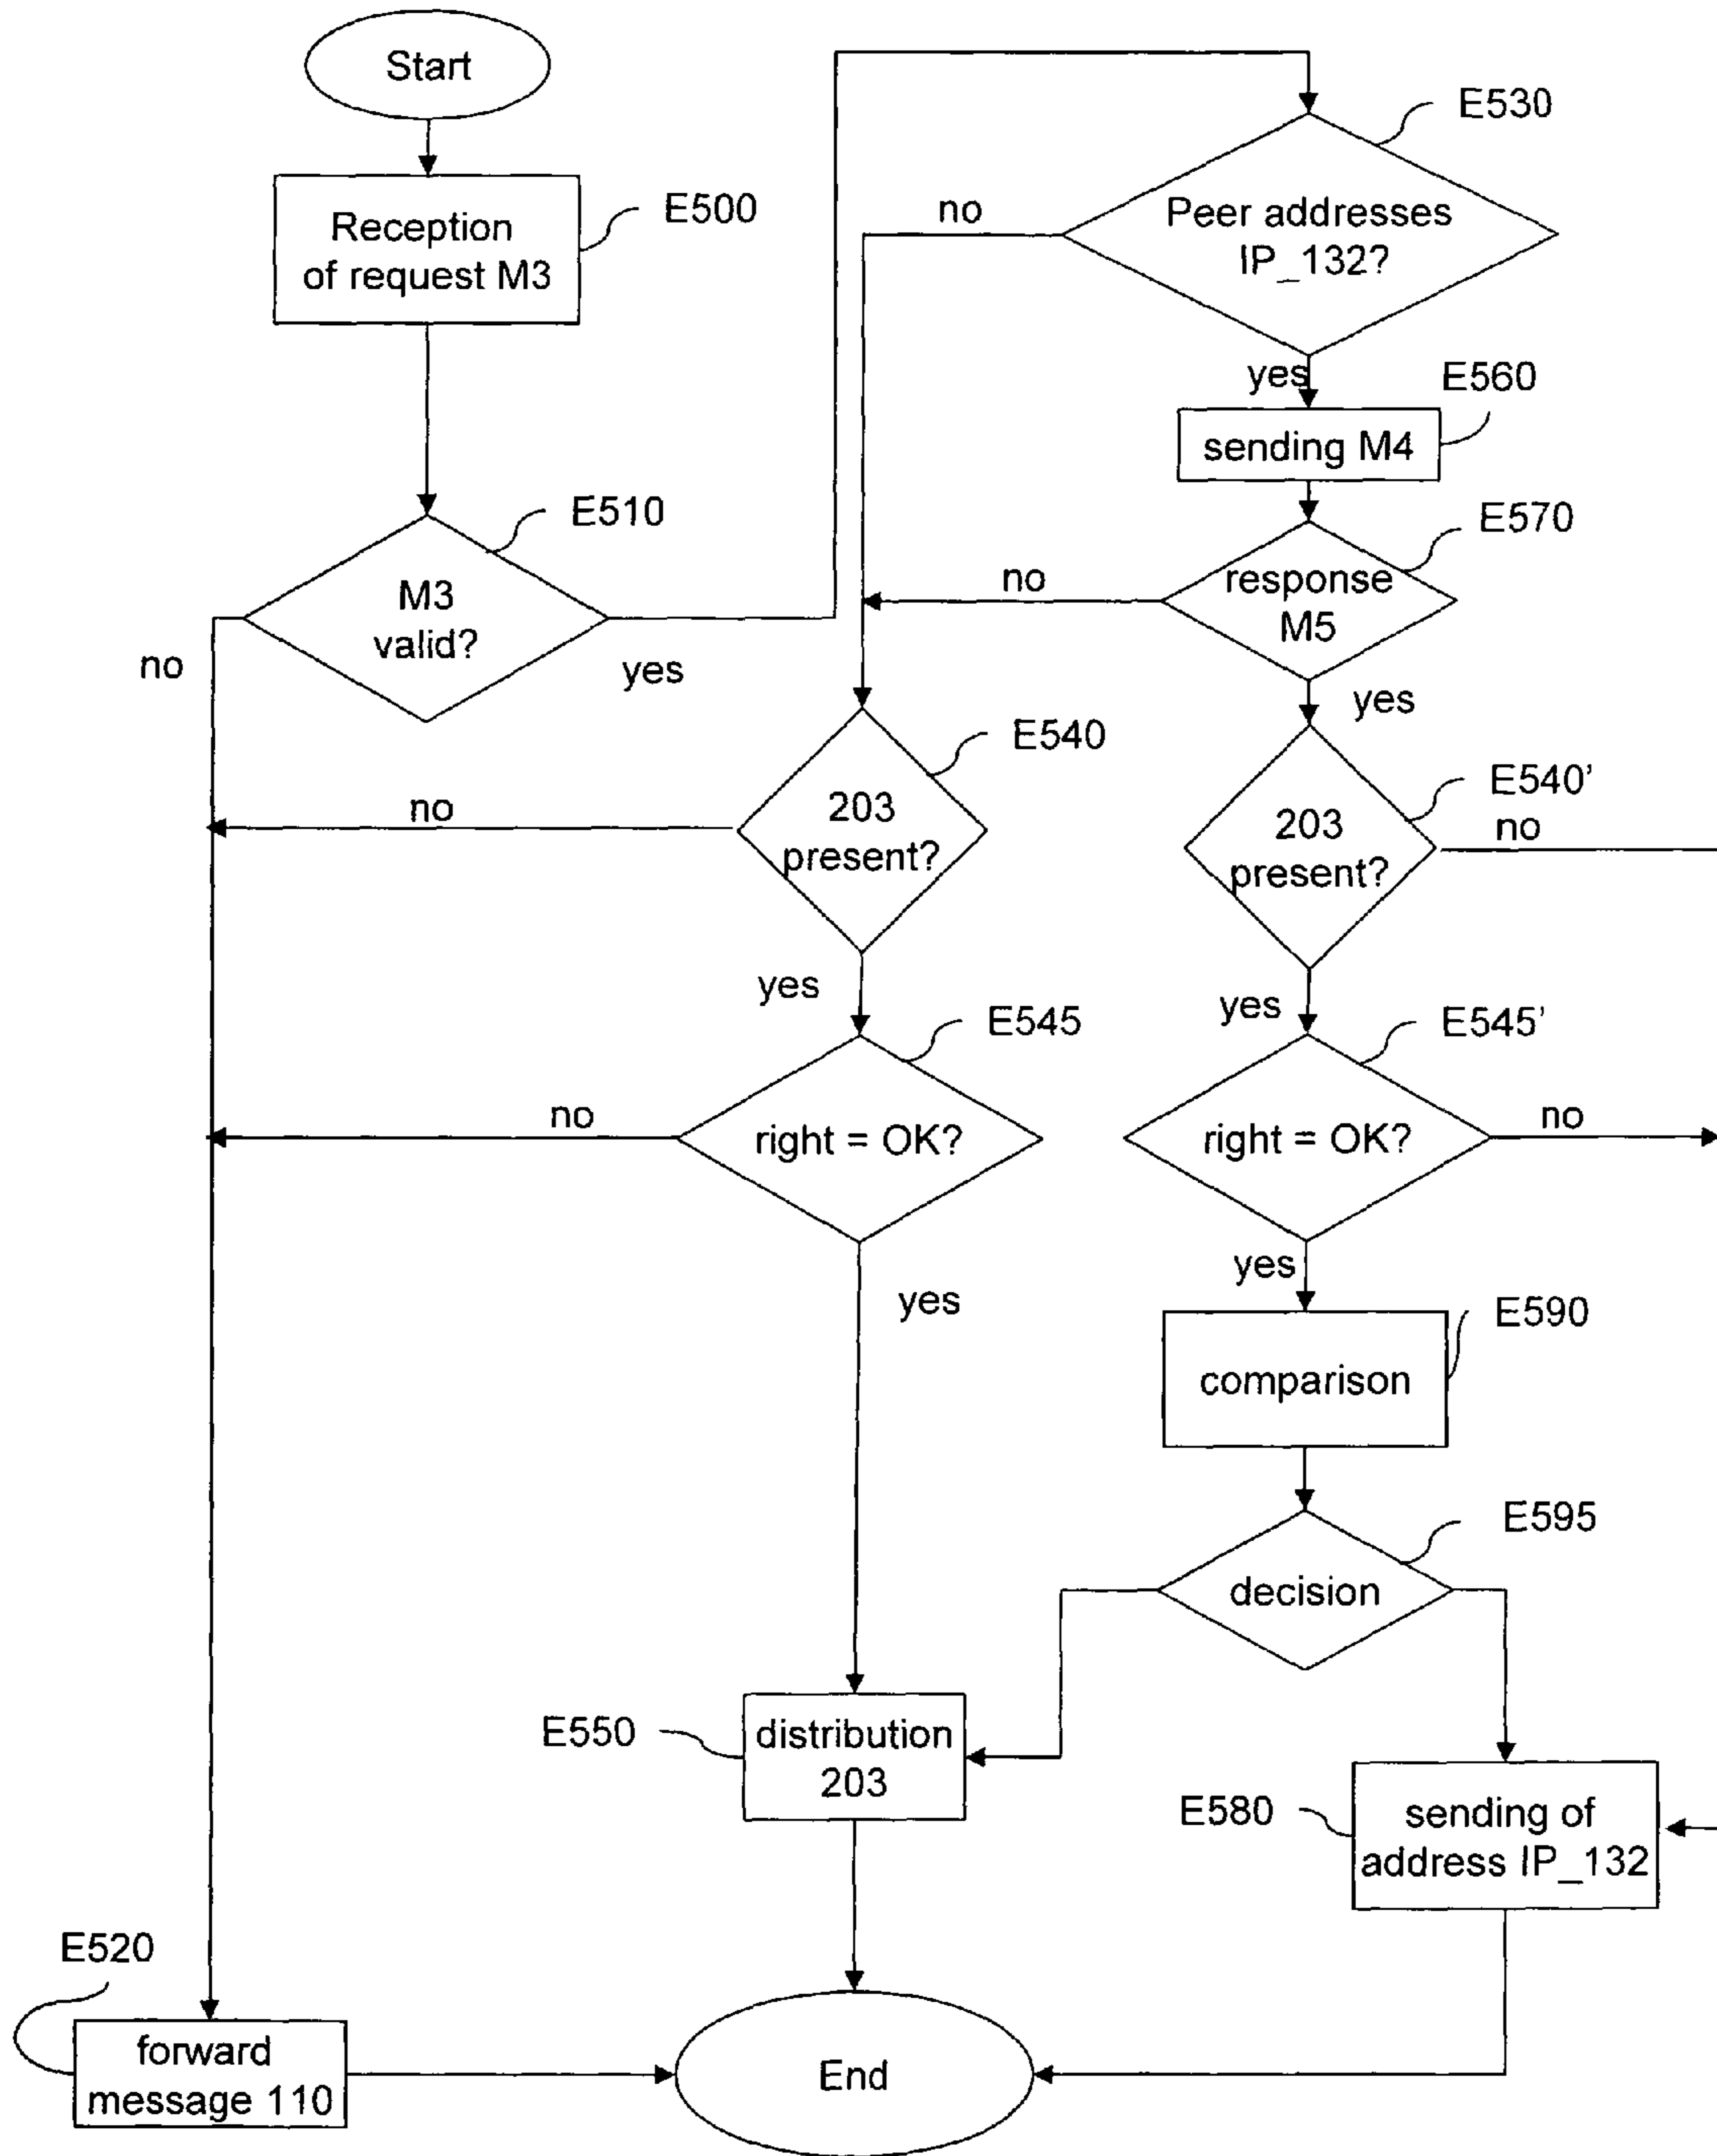 Start
E500
Reception
of request M3
E510
M3
valid?
no
yes
E530
Peer addresses
IP_132?
no
yes
E560
sending M4
E570
response
M5
no
yes
E540
203
present?
no
yes
E540’
203
present?
no
yes
E545
right = OK?
no
yes
E545’
right = OK?
no
yes
E590
comparison
E595
decision
E550
distribution
203
E580
sending of
address IP_132
E520
forward
message 110
End